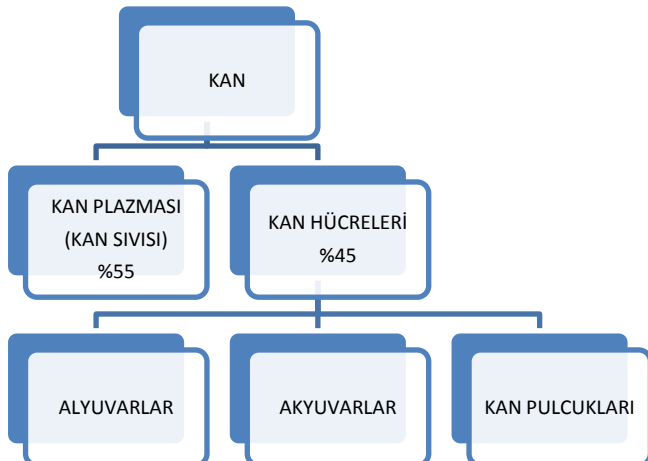 KAN
KAN PLAZMASI
(KAN SIVISI)
%55
KAN HÜCRELERİ
%45
ALYUVARLAR
AKYUVARLAR
KAN PULCUKLARI